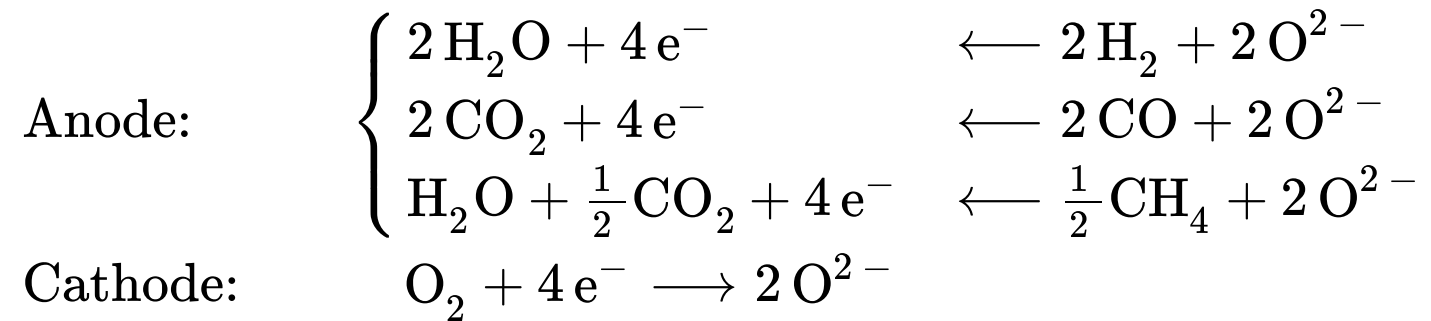 2 H₂O + 4 e⁻ ⟵ 2 H₂ + 2 O²⁻
Anode: 2 CO₂ + 4 e⁻ ⟵ 2 CO + 2 O²⁻
H₂O + ½ CO₂ + 4 e⁻ ⟵ ½ CH₄ + 2 O²⁻
Cathode: O₂ + 4 e⁻ ⟶ 2 O²⁻